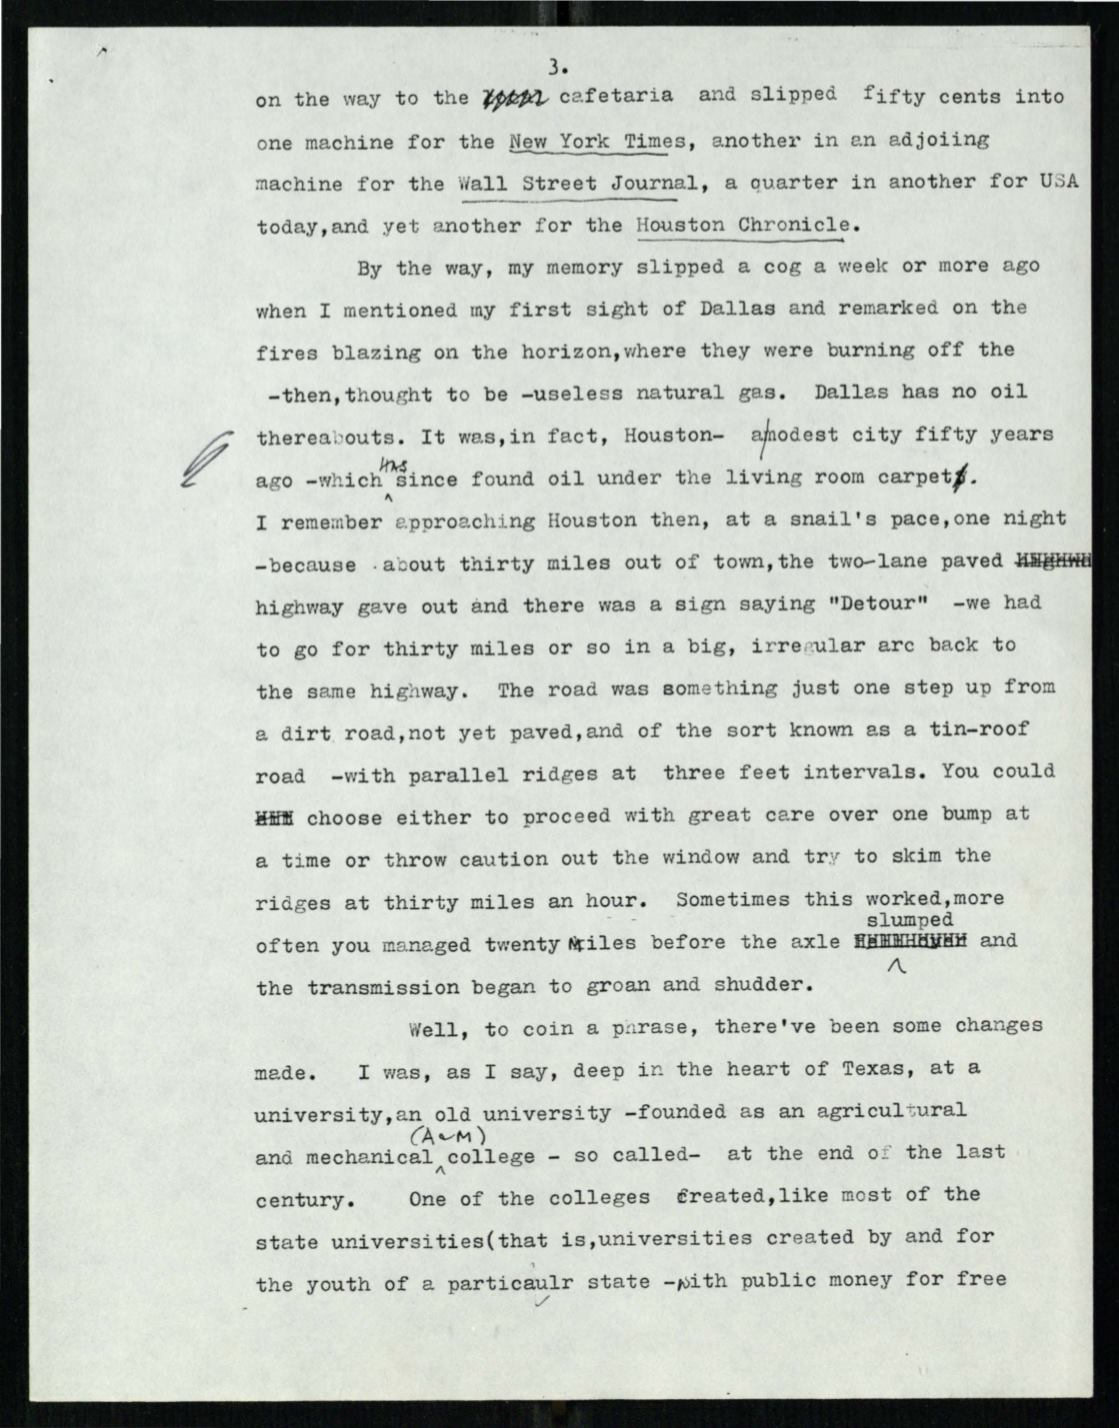 3.
on the way to the cafetaria and slipped fifty cents into
one machine for the New York Times, another in an adjoiing
machine for the Wall Street Journal, a quarter in another for USA
today,and yet another for the Houston Chronicle.
By the way, my memory slipped a cog a week or more ago
when I mentioned my first sight of Dallas and remarked on the
fires blazing on the horizon,where they were burning off the
-then,thought to be -useless natural gas. Dallas has no oil
thereabouts. It was,in fact, Houston- a modest city fifty years
HAS
ago -which since found oil under the living room carpet.
I remember approaching Houston then, at a snail's pace,one night
-because about thirty miles out of town,the two-lane paved
highway gave out and there was a sign saying "Detour" -we had
to go for thirty miles or so in a big, irregular arc back to
the same highway. The road was something just one step up from
a dirt road,not yet paved,and of the sort known as a tin-roof
road -with parallel ridges at three feet intervals. You could
choose either to proceed with great care over one bump at
a time or throw caution out the window and try to skim the
ridges at thirty miles an hour. Sometimes this worked,more
slumped
often you managed twenty miles before the axle and
the transmission began to groan and shudder.
Well, to coin a phrase, there've been some changes
made. I was, as I say, deep in the heart of Texas, at a
university,an old university -founded as an agricultural
(A & M)
and mechanical college - so called- at the end of the last
century. One of the colleges created,like most of the
state universities(that is,universities created by and for
the youth of a particaulr state -with public money for free